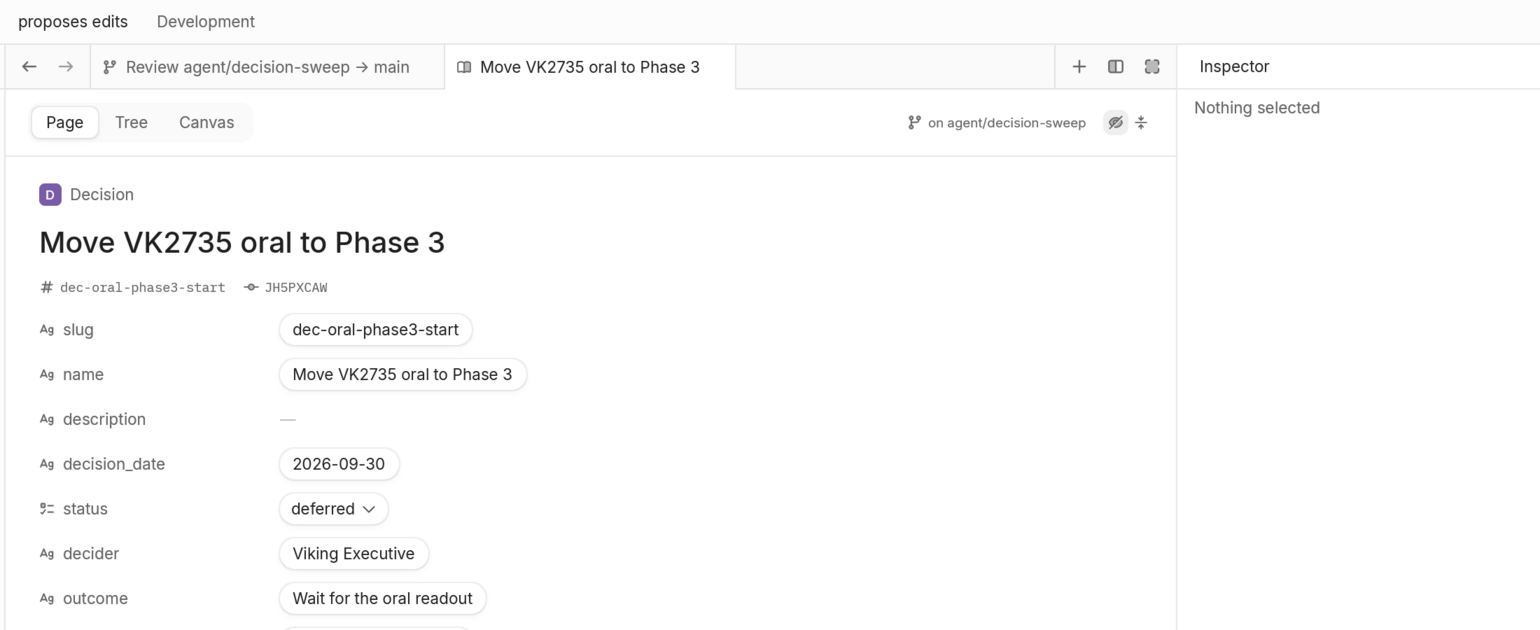 proposes edits Development
Review agent/decision-sweep → main Move VK2735 oral to Phase 3 Inspector
Nothing selected
Page Tree Canvas on agent/decision-sweep
D Decision
Move VK2735 oral to Phase 3
# dec-oral-phase3-start JH5PXCAW
Ag slug dec-oral-phase3-start
Ag name Move VK2735 oral to Phase 3
Ag description —
Ag decision_date 2026-09-30
status deferred
Ag decider Viking Executive
Ag outcome Wait for the oral readout